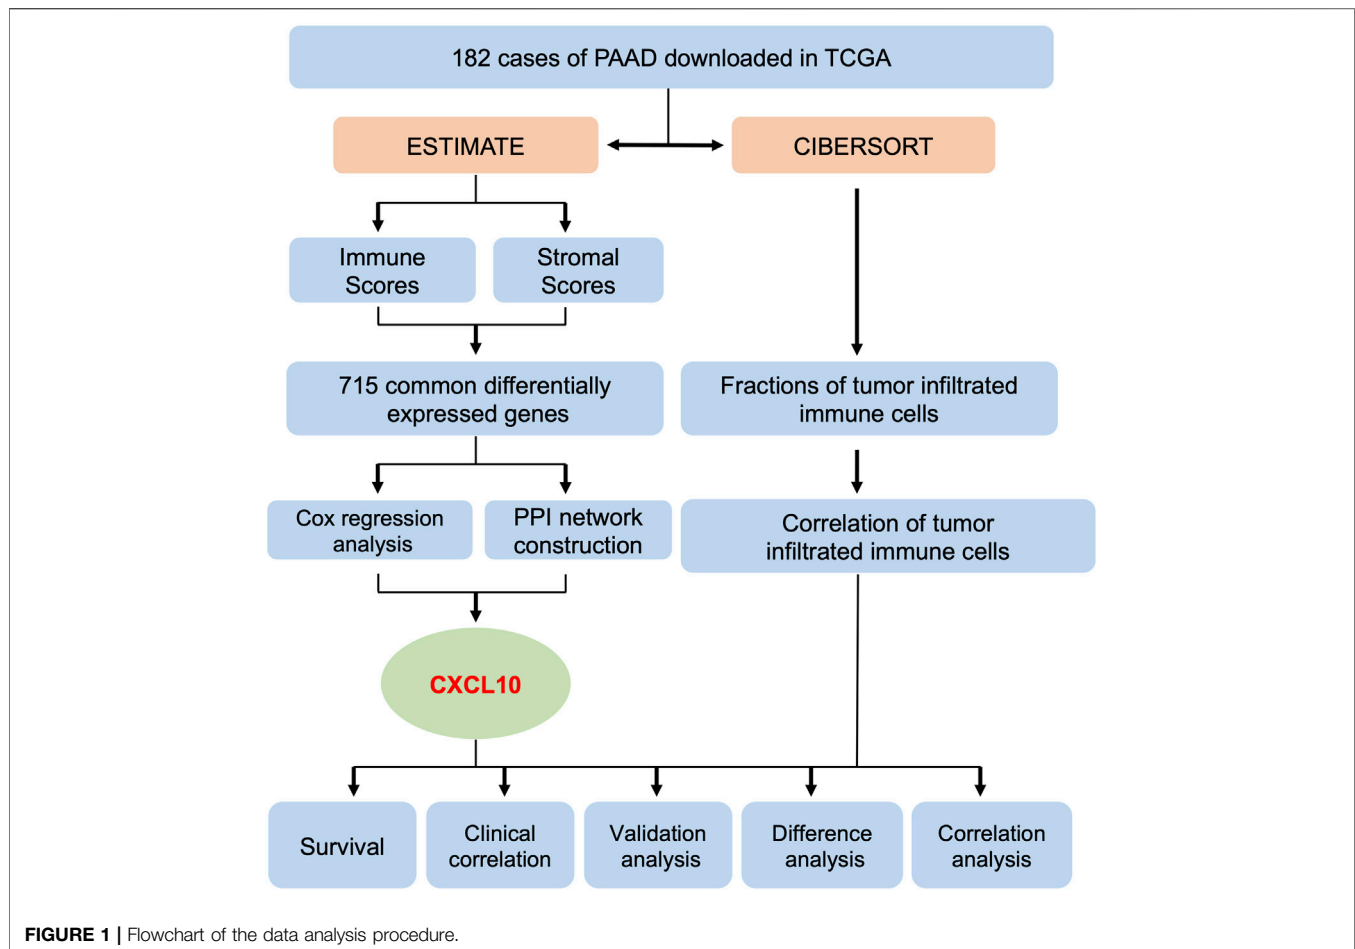 182 cases of PAAD downloaded in TCGA
ESTIMATE
CIBERSORT
Immune
Scores
Stromal
Scores
715 common differentially
expressed genes
Fractions of tumor infiltrated
immune cells
Cox regression
analysis
PPI network
construction
Correlation of tumor
infiltrated immune cells
CXCL10
Survival
Clinical
correlation
Validation
analysis
Difference
analysis
Correlation
analysis
FIGURE 1 | Flowchart of the data analysis procedure.